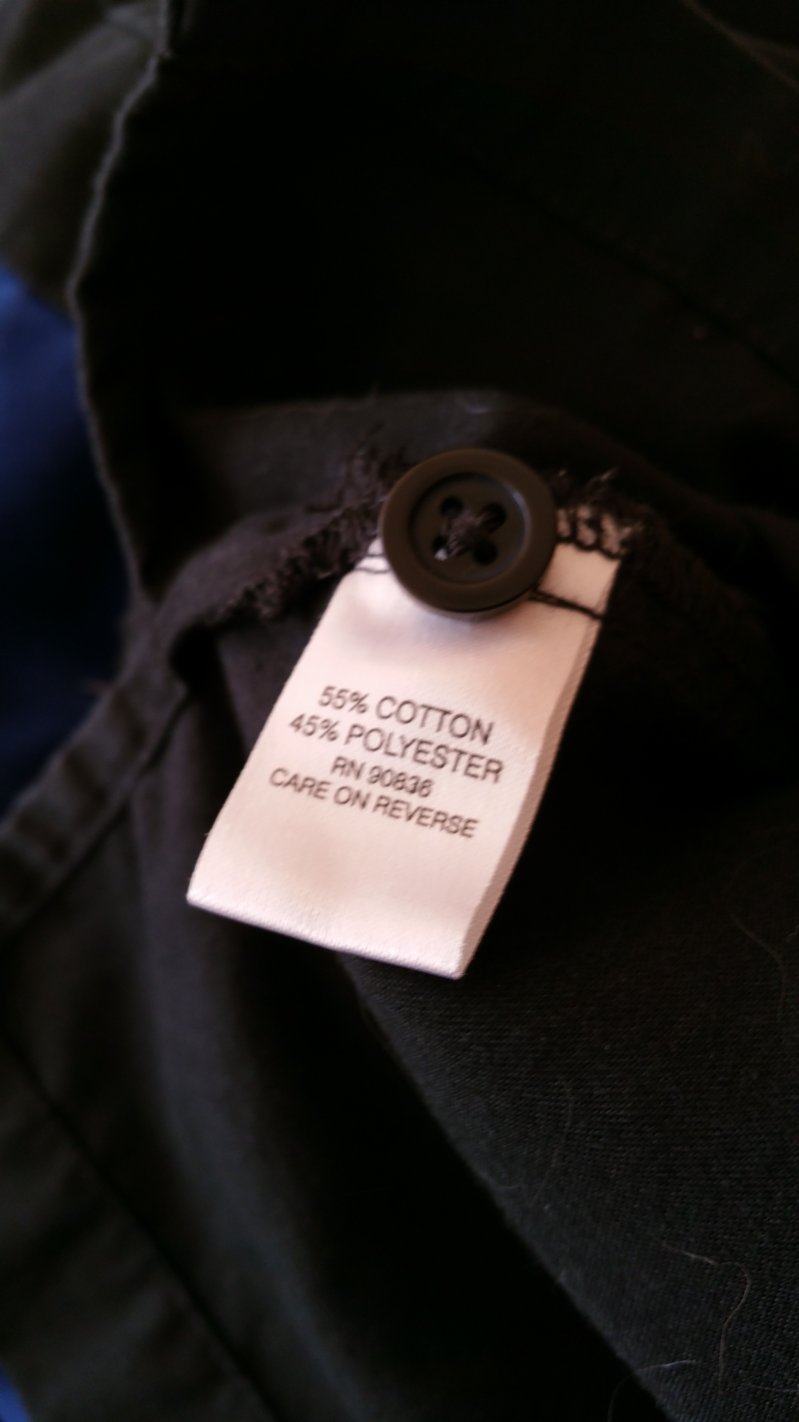 55% COTTON
45% POLYESTER
RN 90836
CARE ON REVERSE